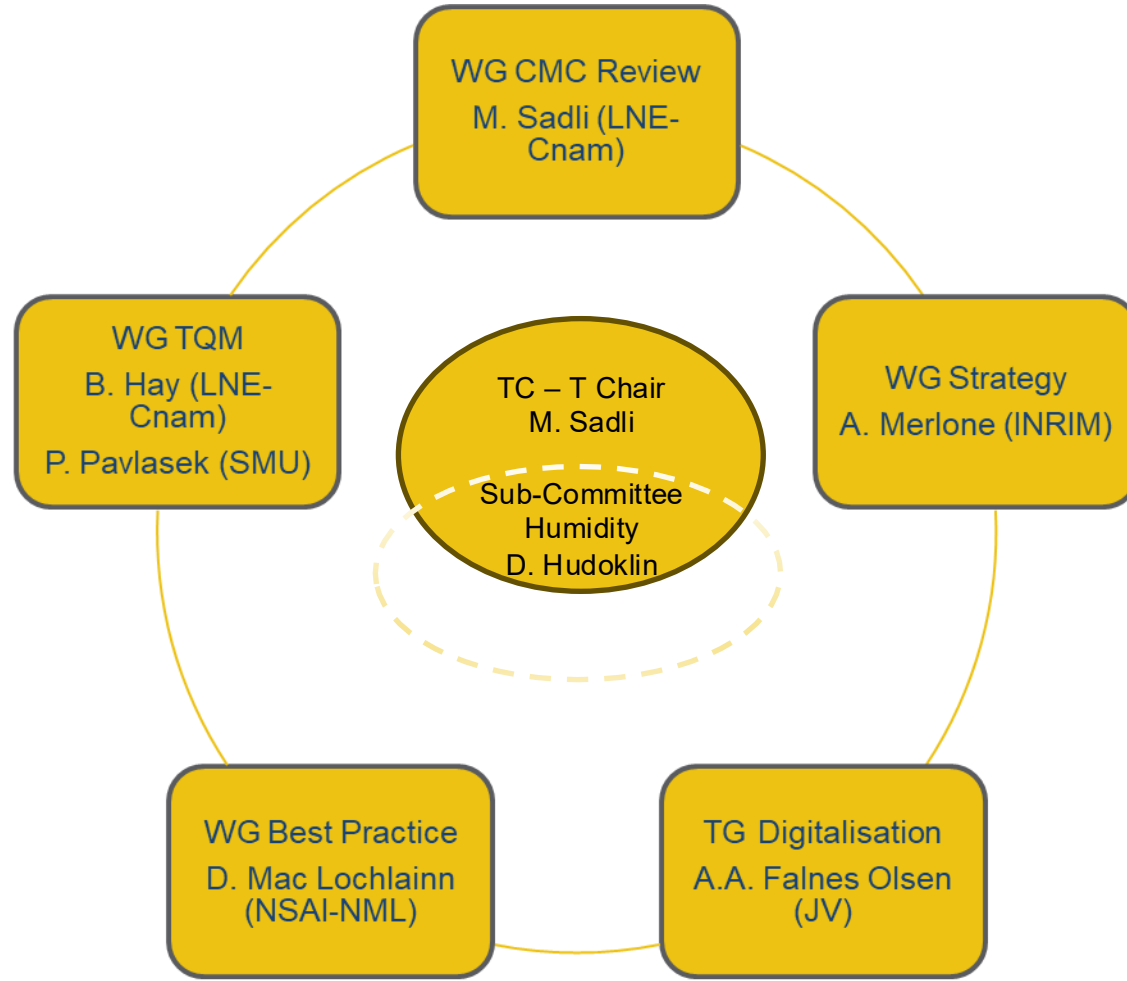 WG CMC Review
M. Sadli (LNE-
Cnam)
WG TQM
B. Hay (LNE-
Cnam)
P. Pavlasek (SMU)
TC – T Chair
M. Sadli
Sub-Committee
Humidity
D. Hudoklin
WG Strategy
A. Merlone (INRIM)
WG Best Practice
D. Mac Lochlainn
(NSAI-NML)
TG Digitalisation
A.A. Falnes Olsen
(JV)